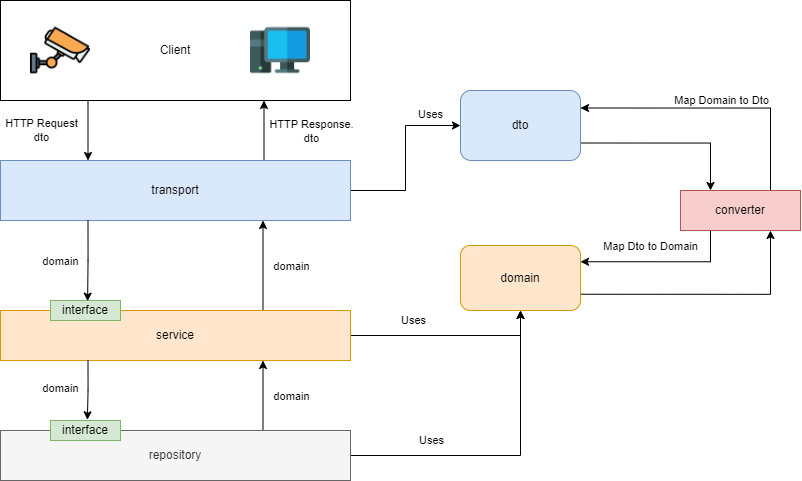 Client
HTTP Request
dto
HTTP Response.
dto
transport
Uses
dto
Map Domain to Dto
converter
Map Dto to Domain
domain
domain
domain
interface
service
Uses
domain
domain
interface
repository
Uses